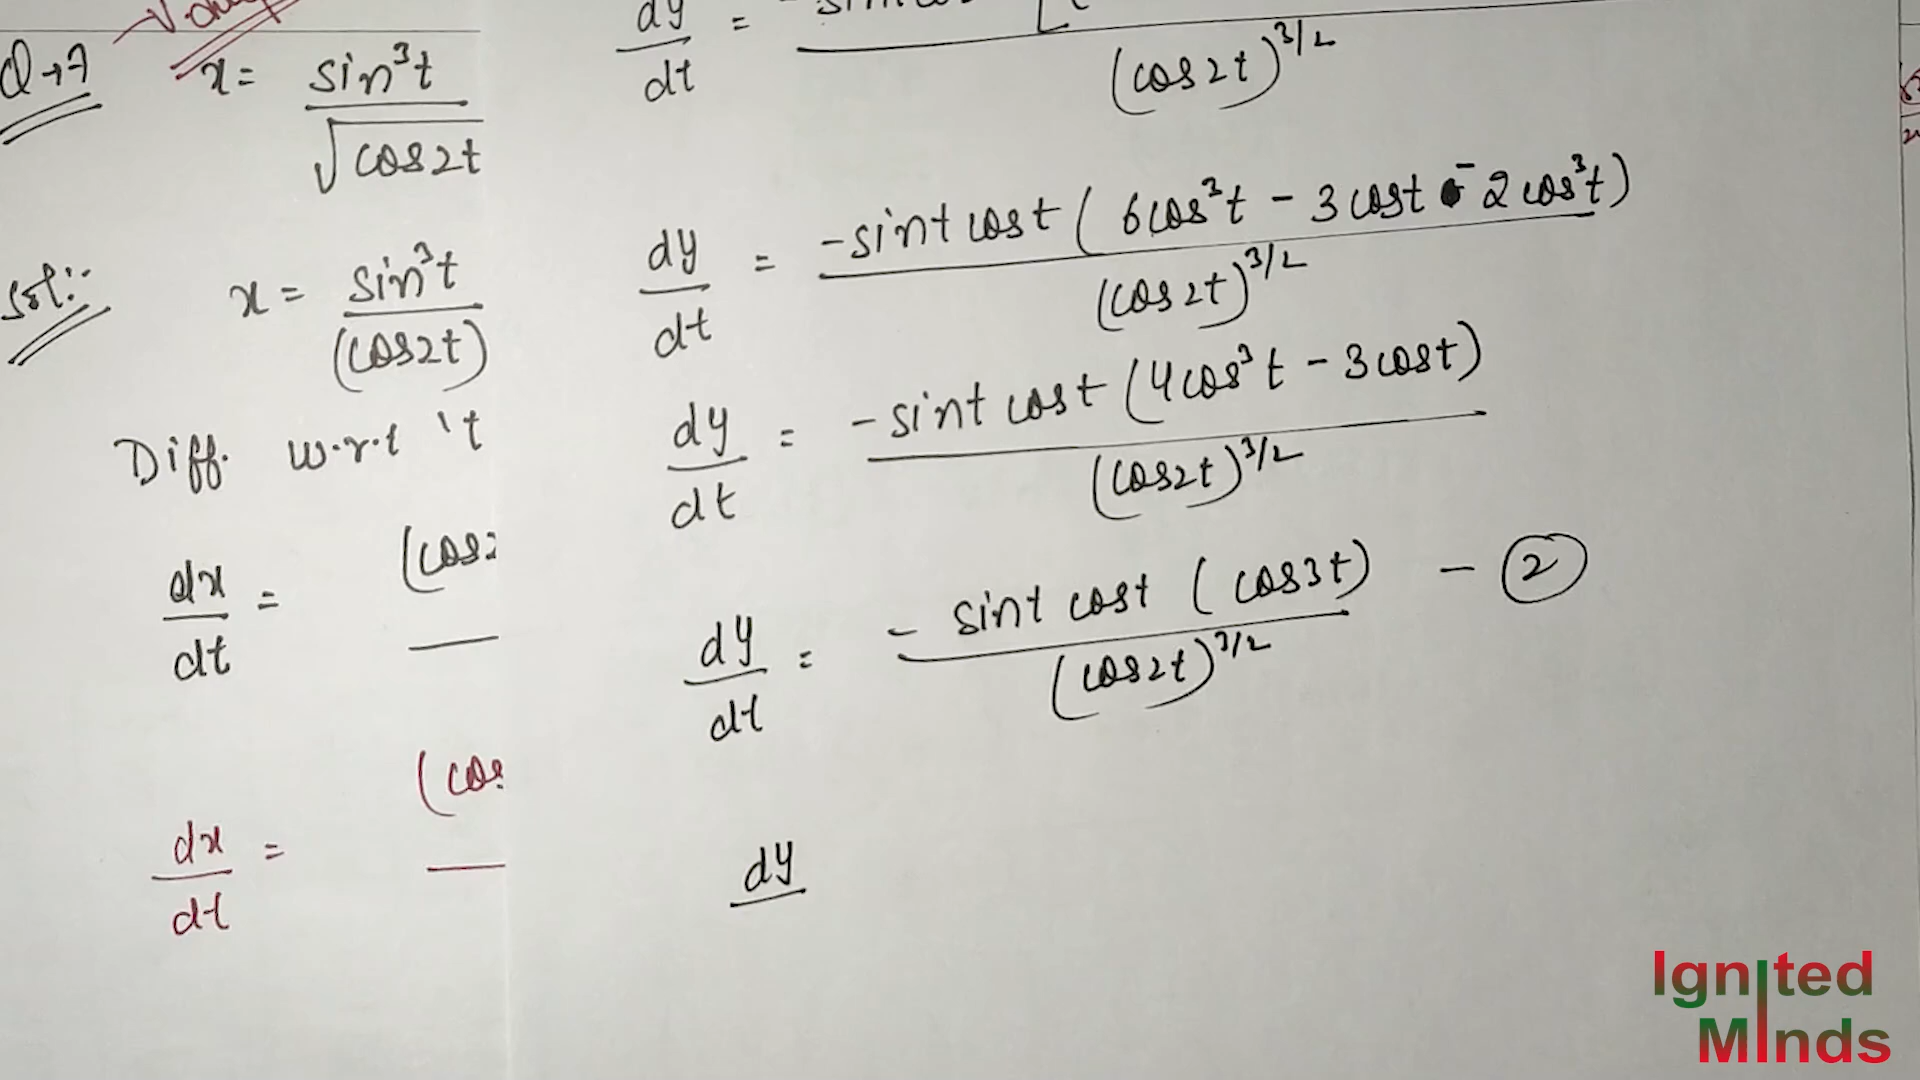 Q→7 x = sin³t / √cos2t
Sol:- x = sin³t / (cos2t)
Diff. w.r.t 't
dx/dt = (cos2
dx/dt = (cos
dy/dt = (cos2t)^3/2
dy/dt = -sint cost (6cos³t - 3cost - 2cos³t) / (cos2t)^3/2
dy/dt = -sint cost (4cos³t - 3cost) / (cos2t)^3/2
dy/dt = - sint cost (cos3t) / (cos2t)^3/2 - ②
dy
Ignited
Minds